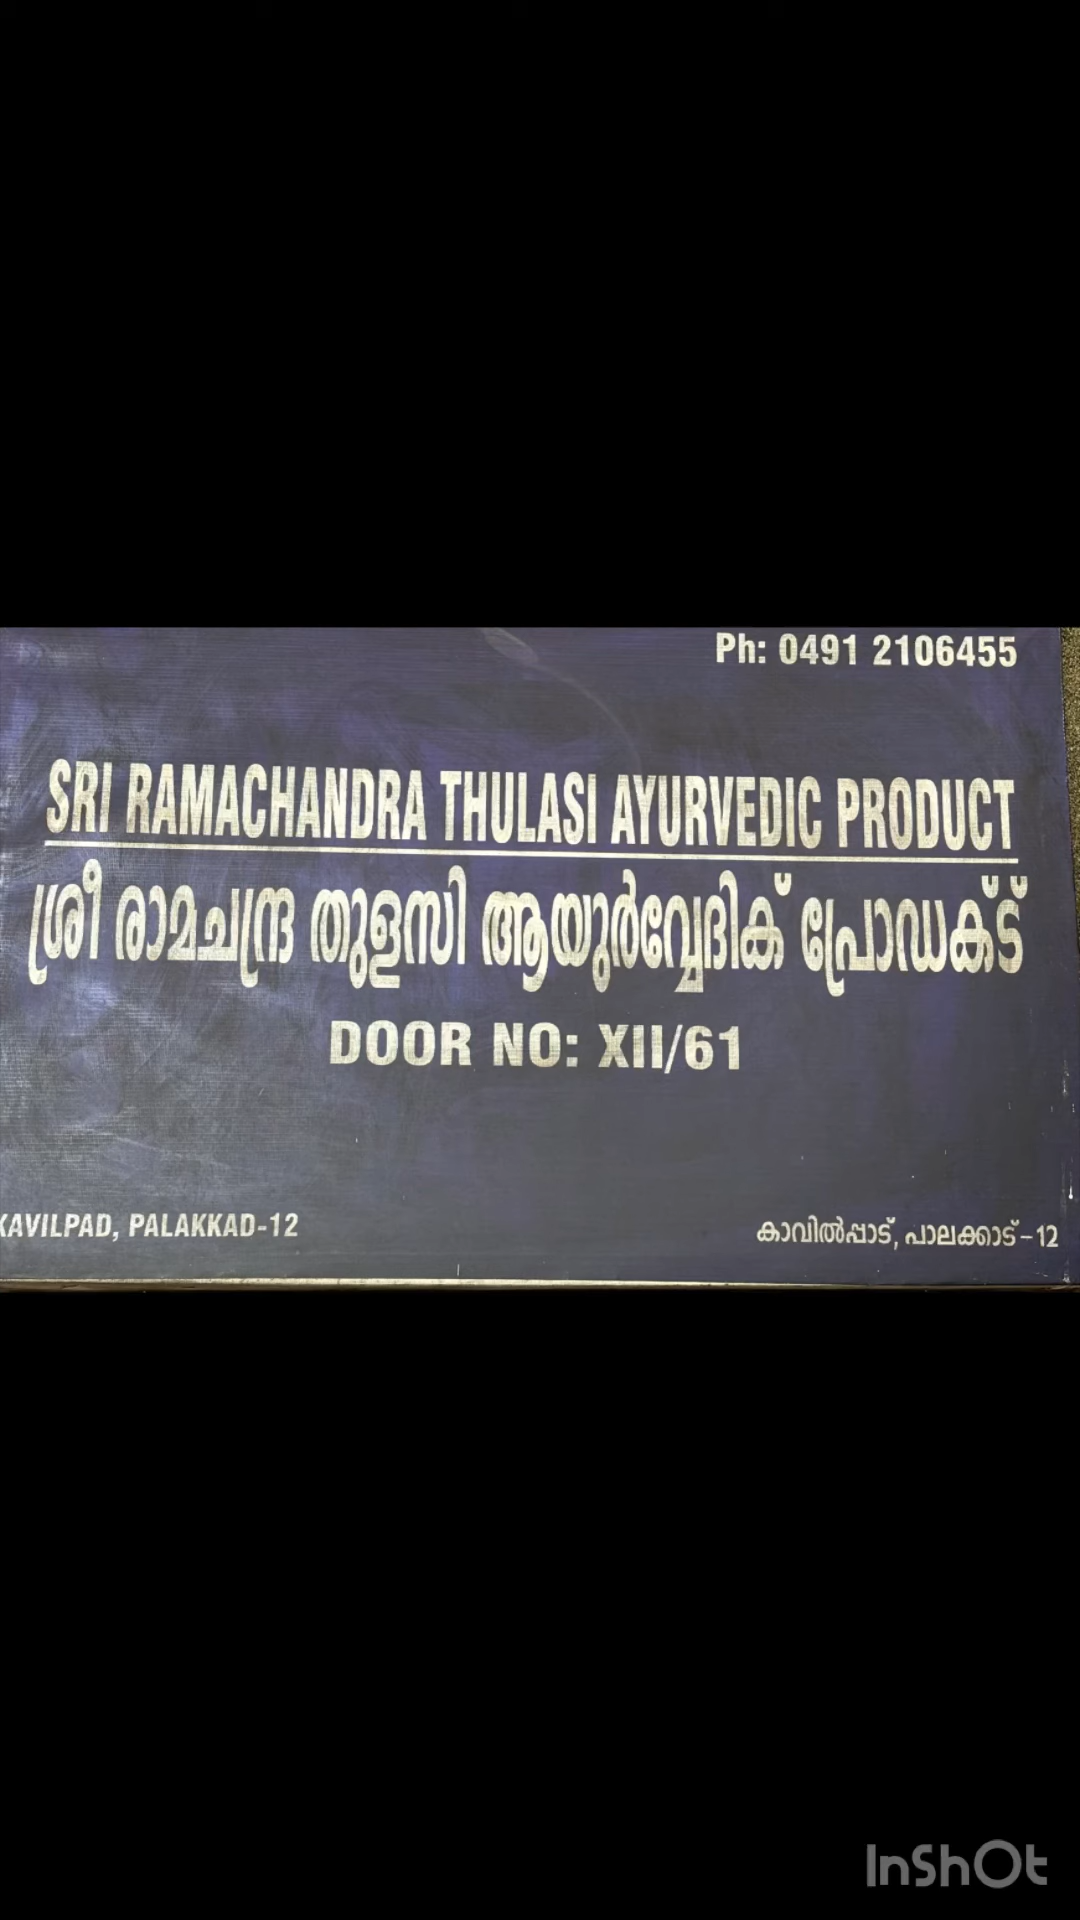 Ph: 0491 2106455
SRI RAMACHANDRA THULASI AYURVEDIC PRODUCT
ശ്രീ രാമചന്ദ്ര തുളസി ആയുർവ്വേദിക് പ്രോഡക്ട്
DOOR NO: XII/61
KAVILPAD, PALAKKAD-12
കാവിൽപ്പാട്, പാലക്കാട്-12
InShOt